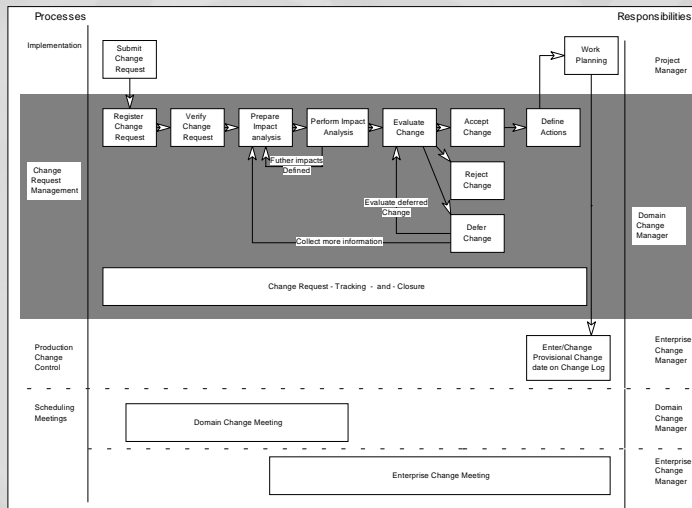 Processes
Responsibilities
Implementation
Submit
Change
Request
Work
Planning
Project
Manager
Register
Change
Request
Verify
Change
Request
Prepare
Impact
analysis
Perform Impact
Analysis
Evaluate
Change
Accept
Change
Define
Actions
Futher impacts
Defined
Change
Request
Management
Reject
Change
Evaluate deferred
Change
Defer
Change
Collect more information
Domain
Change
Manager
Change Request - Tracking - and - Closure
Production
Change
Control
Enter/Change
Provisional Change
date on Change Log
Enterprise
Change
Manager
Scheduling
Meetings
Domain Change Meeting
Domain
Change
Manager
Enterprise Change Meeting
Enterprise
Change
Manager